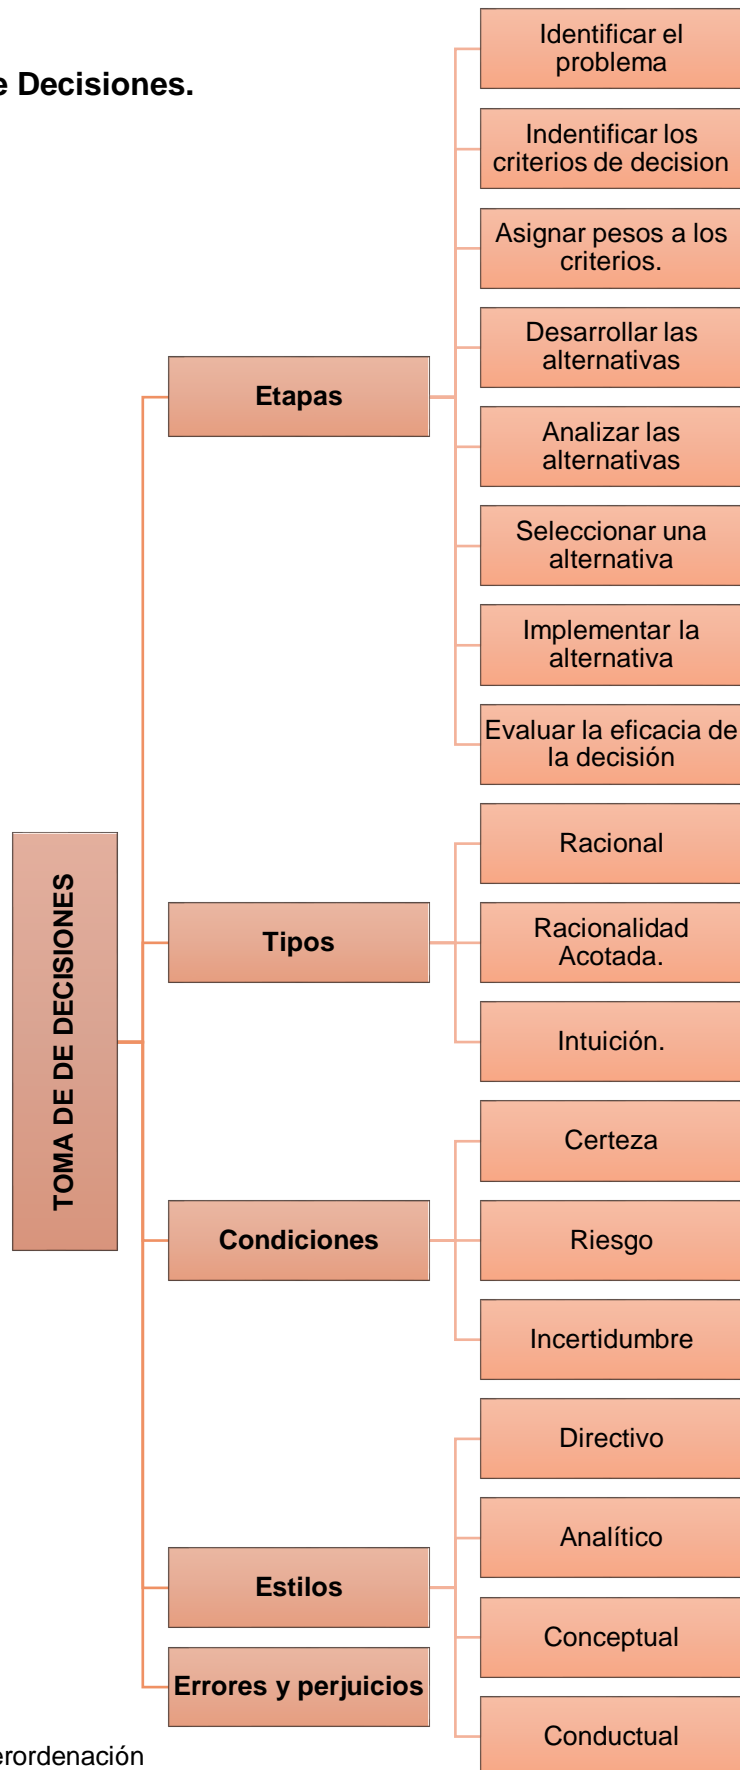 e Decisiones.
TOMA DE DE DECISIONES
Etapas
Identificar el
problema
Indentificar los
criterios de decision
Asignar pesos a los
criterios.
Desarrollar las
alternativas
Analizar las
alternativas
Seleccionar una
alternativa
Implementar la
alternativa
Evaluar la eficacia de
la decisión
Tipos
Racional
Racionalidad
Acotada.
Intuición.
Condiciones
Certeza
Riesgo
Incertidumbre
Estilos
Directivo
Analítico
Conceptual
Conductual
Errores y perjuicios
erordenación